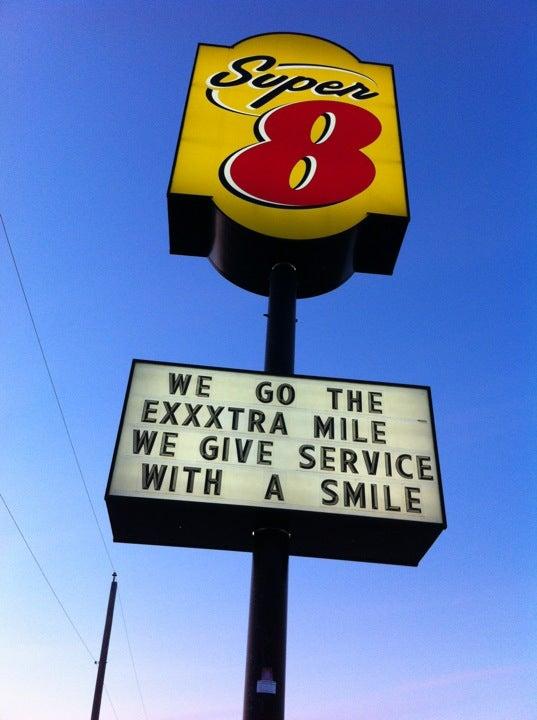 Super
8
WE GO THE
EXXXTRA MILE
WE GIVE SERVICE
WITH A SMILE